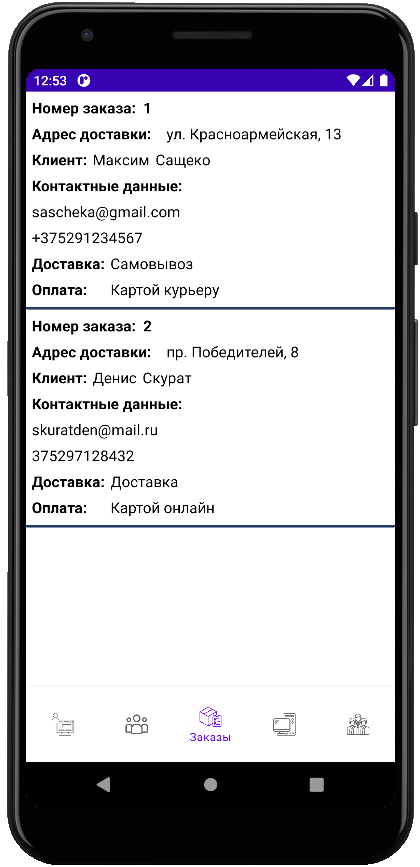 12:53
Номер заказа: 1
Адрес доставки: ул. Красноармейская, 13
Клиент: Максим Сащеко
Контактные данные:
sascheka@gmail.com
+375291234567
Доставка: Самовывоз
Оплата: Картой курьеру
Номер заказа: 2
Адрес доставки: пр. Победителей, 8
Клиент: Денис Скурат
Контактные данные:
skuratden@mail.ru
375297128432
Доставка: Доставка
Оплата: Картой онлайн
Заказы